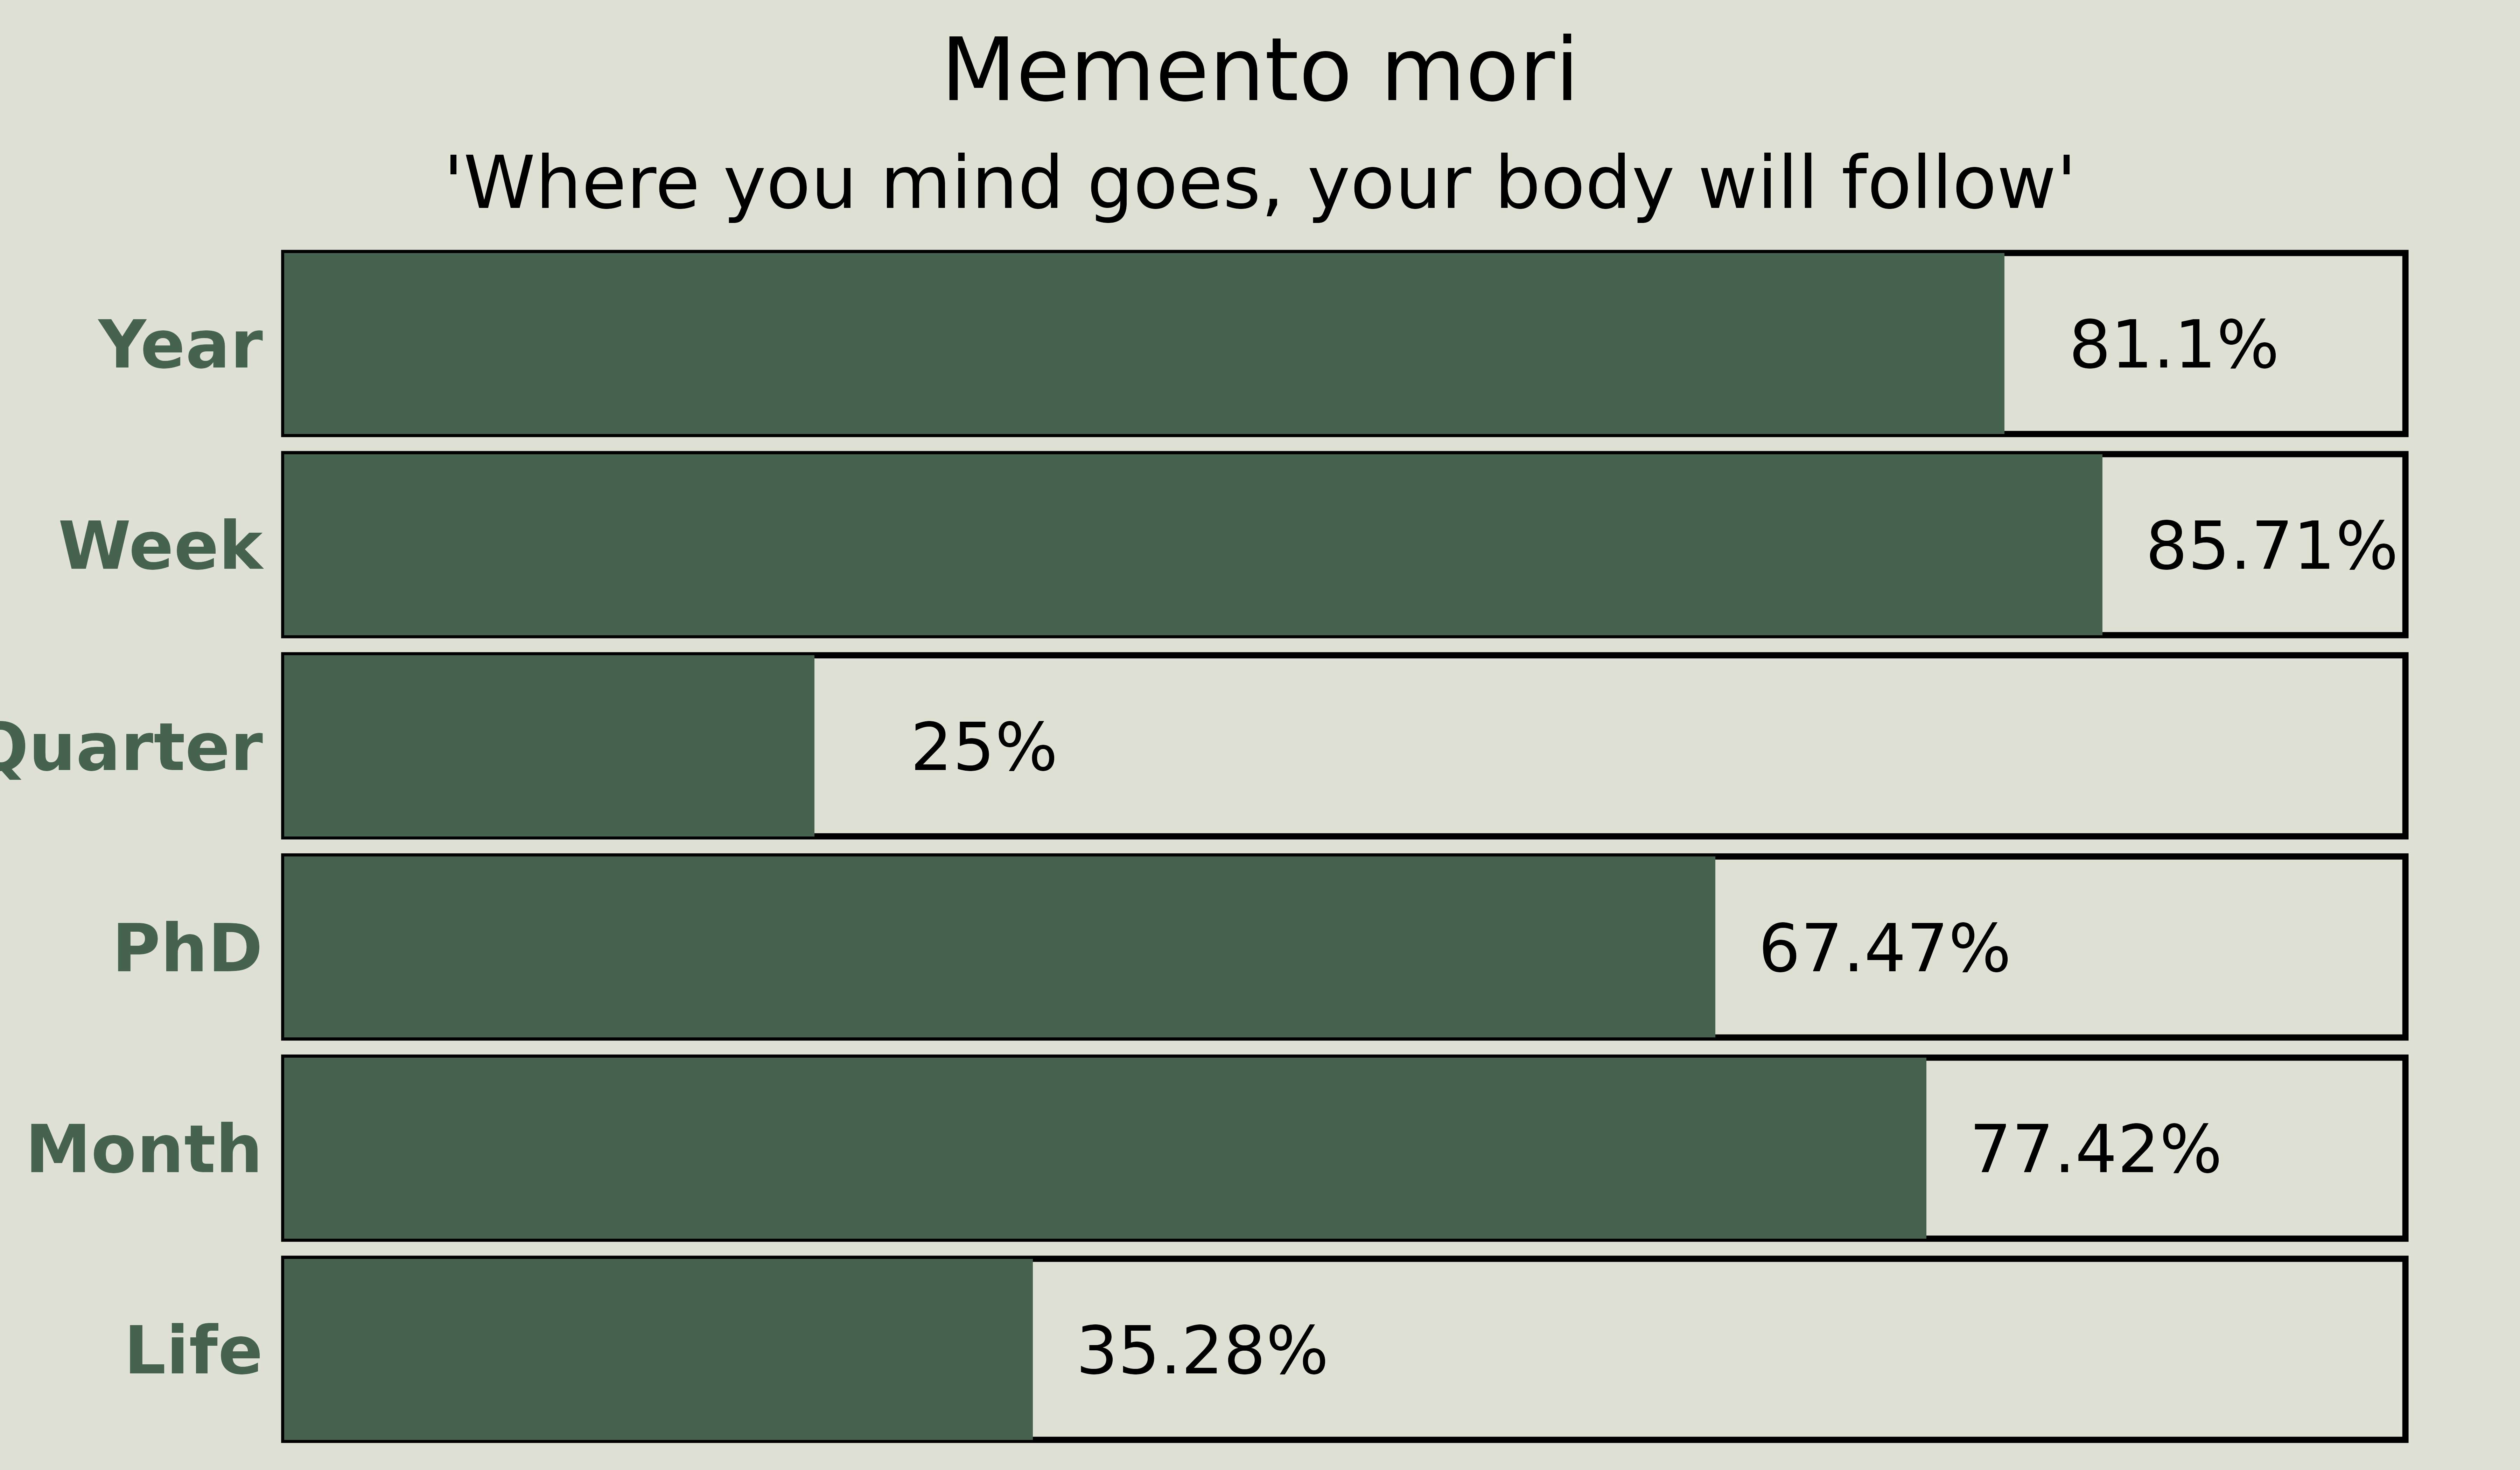 Memento mori
'Where you mind goes, your body will follow'
Year 81.1%
Week 85.71%
Quarter 25%
PhD 67.47%
Month 77.42%
Life 35.28%